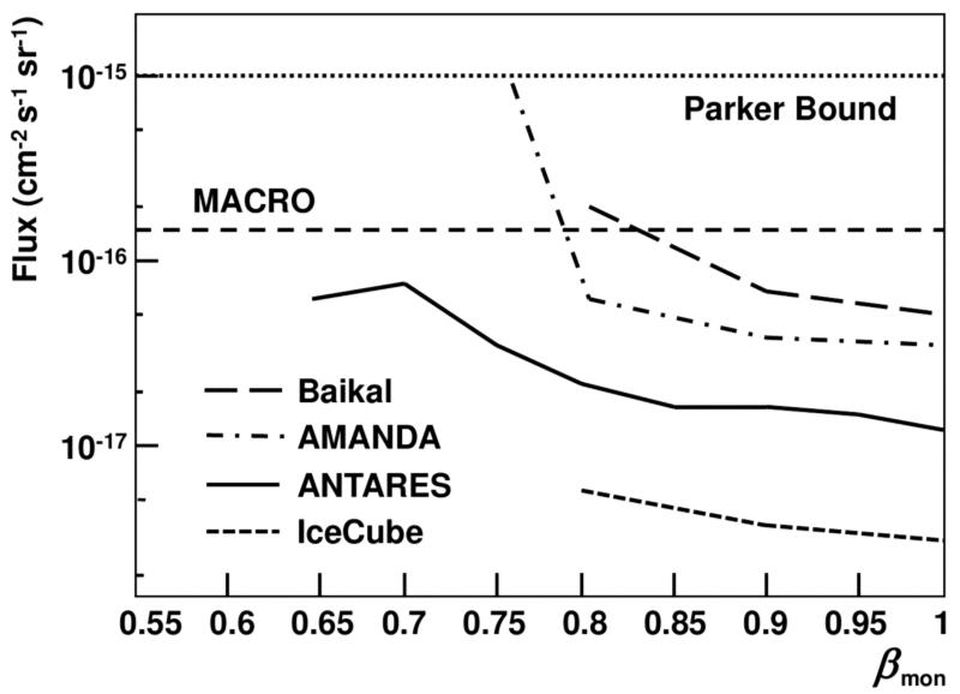 Flux (cm⁻² s⁻¹ sr⁻¹)
10⁻¹⁵
Parker Bound
MACRO
10⁻¹⁶
Baikal
10⁻¹⁷
AMANDA
ANTARES
IceCube
0.55 0.6 0.65 0.7 0.75 0.8 0.85 0.9 0.95 1
βmon